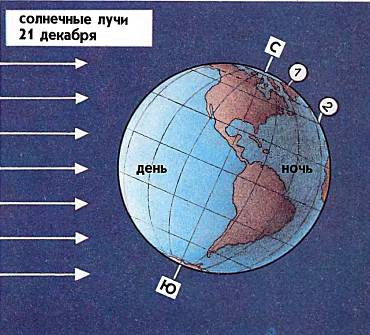 солнечные лучи
21 декабря
С
1
2
день
ночь
Ю